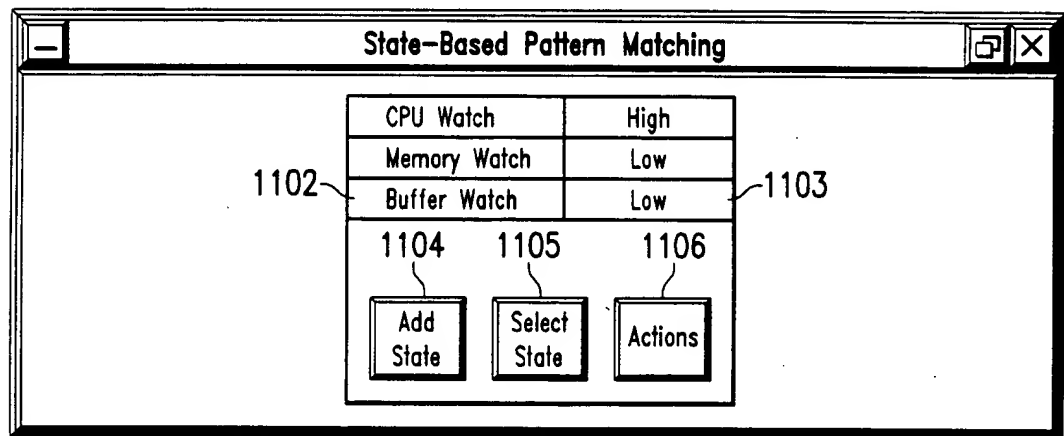 State-Based Pattern Matching
CPU Watch High
Memory Watch Low
1102 Buffer Watch Low 1103
1104 1105 1106
Add State
Select State
Actions